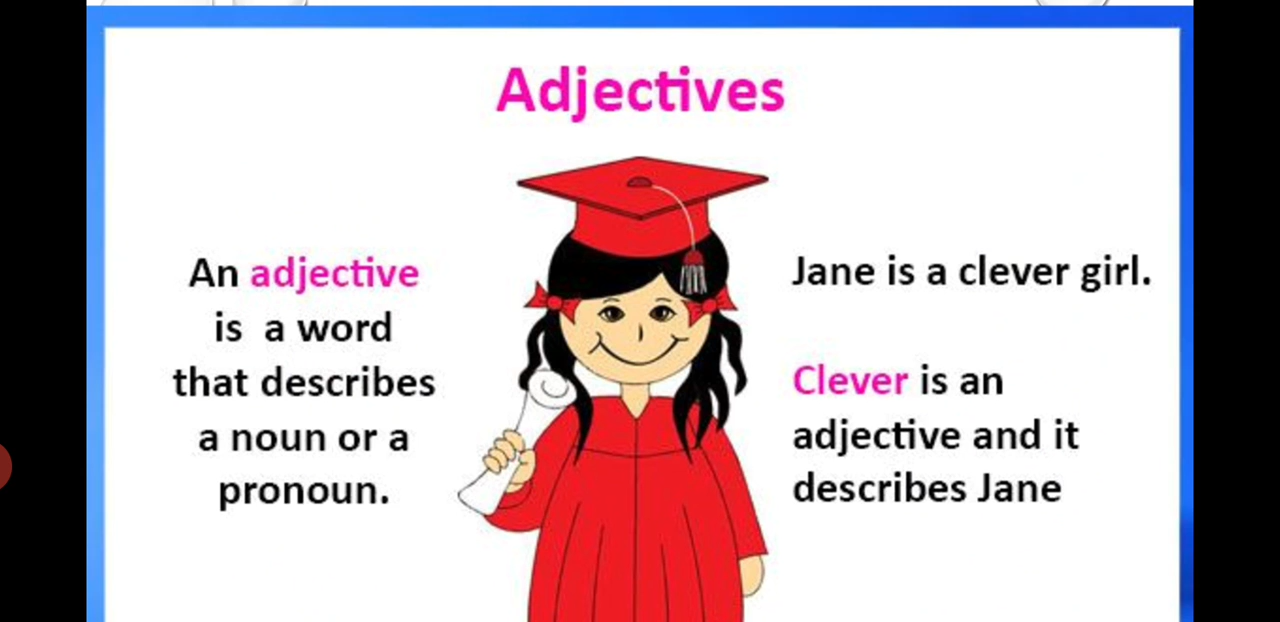 Adjectives
An adjective
is a word
that describes
a noun or a
pronoun.
Jane is a clever girl.
Clever is an
adjective and it
describes Jane